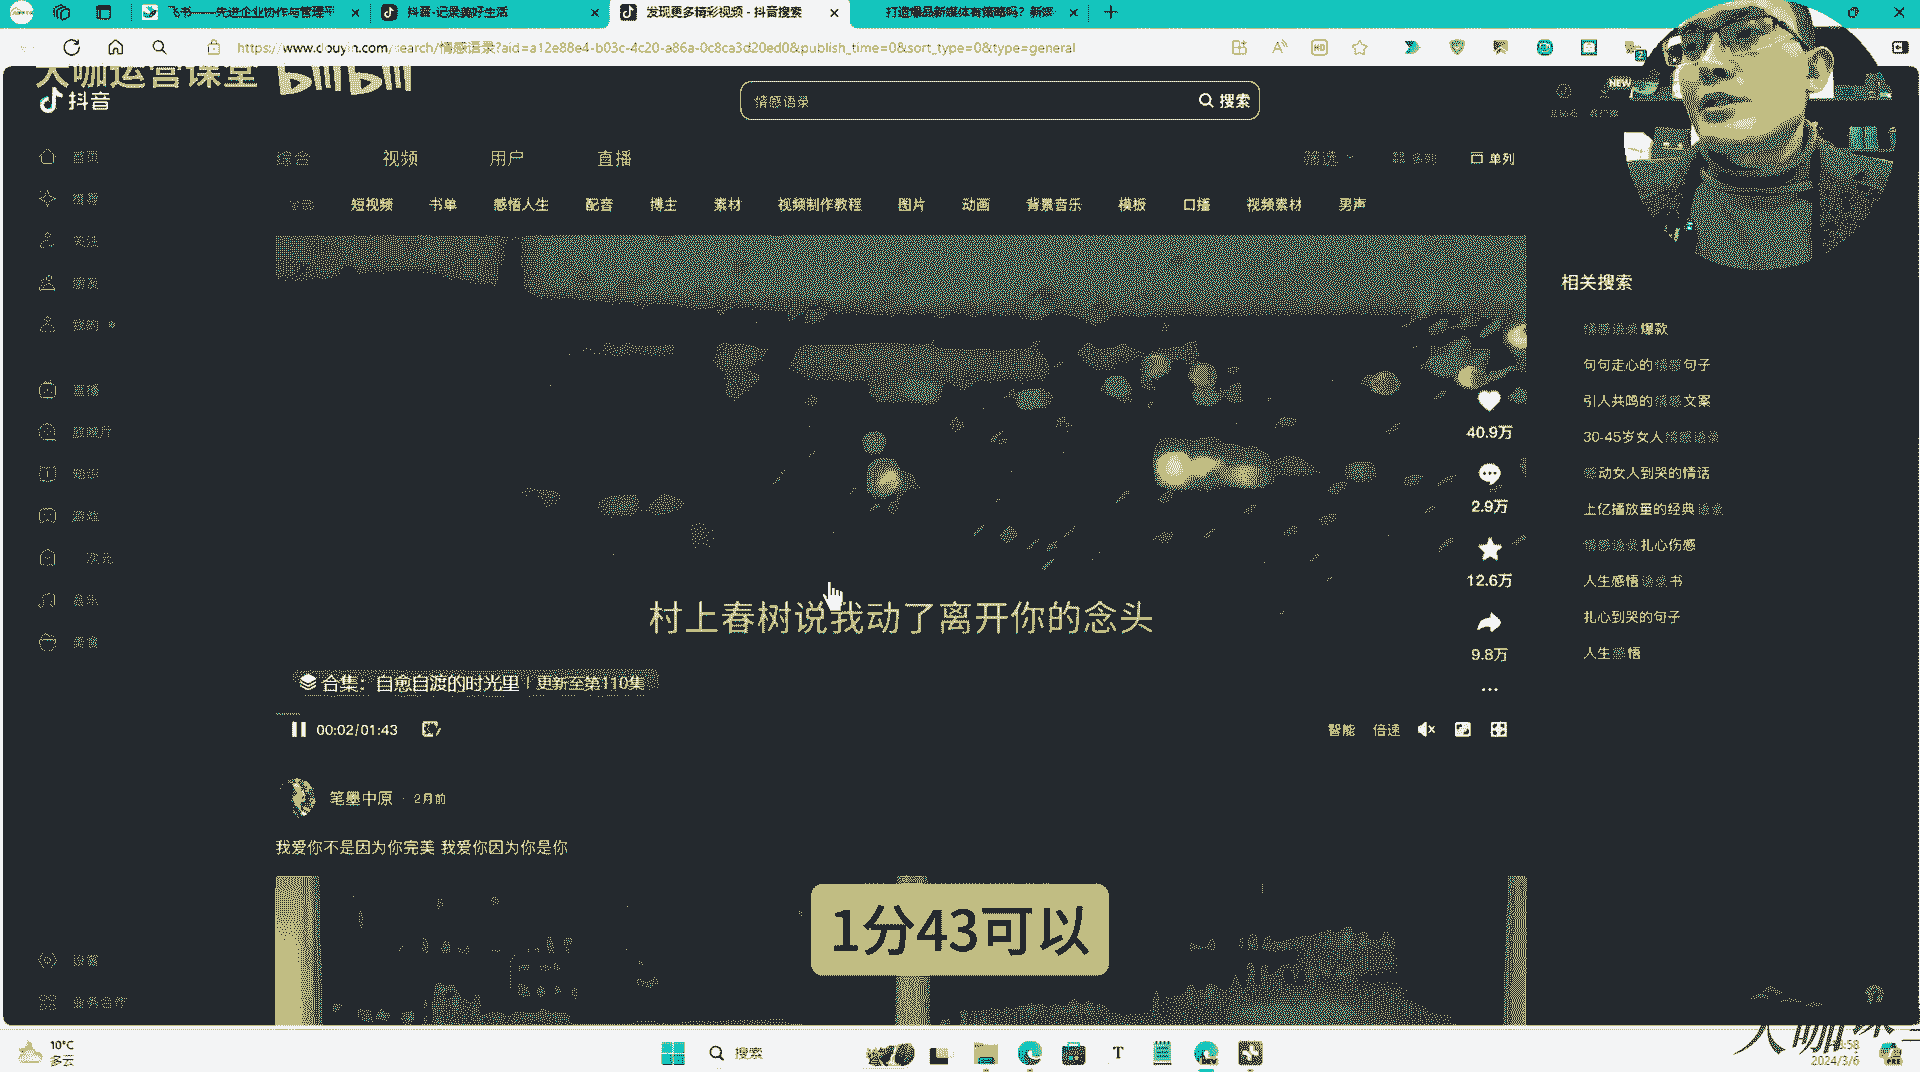 飞书——先进企业协作与管理平
抖音-记录美好生活
发现更多精彩视频 - 抖音搜索
打造爆品新媒体有策略吗？新媒
https://www.douyin.com/search/情感语录?aid=a12e88e4-b03c-4c20-a86a-0c8ca3d20ed0&publish_time=0&sort_type=0&type=general
大咖运营课堂 bilibili
抖音
情感语录
搜索
NEW
首页
推荐
关注
朋友
我的
直播
放映厅
知识
游戏
二次元
音乐
美食
设置
业务合作
综合 视频 用户 直播
筛选 多列 单列
短视频 书单 感悟人生 配音 博主 素材 视频制作教程 图片 动画 背景音乐 模板 口播 视频素材 男声
40.9万
2.9万
12.6万
9.8万
村上春树说我动了离开你的念头
合集：自愈自渡的时光里 | 更新至第110集
00:02/01:43
智能 倍速
笔墨中原 · 2月前
我爱你不是因为你完美 我爱你因为你是你
相关搜索
情感语录爆款
句句走心的情感句子
引人共鸣的情感文案
30-45岁女人情感语录
感动女人到哭的情话
上亿播放量的经典语录
情感语录扎心伤感
人生感悟语录书
扎心到哭的句子
人生感悟
1分43可以
10°C
多云
搜索
2024/3/6